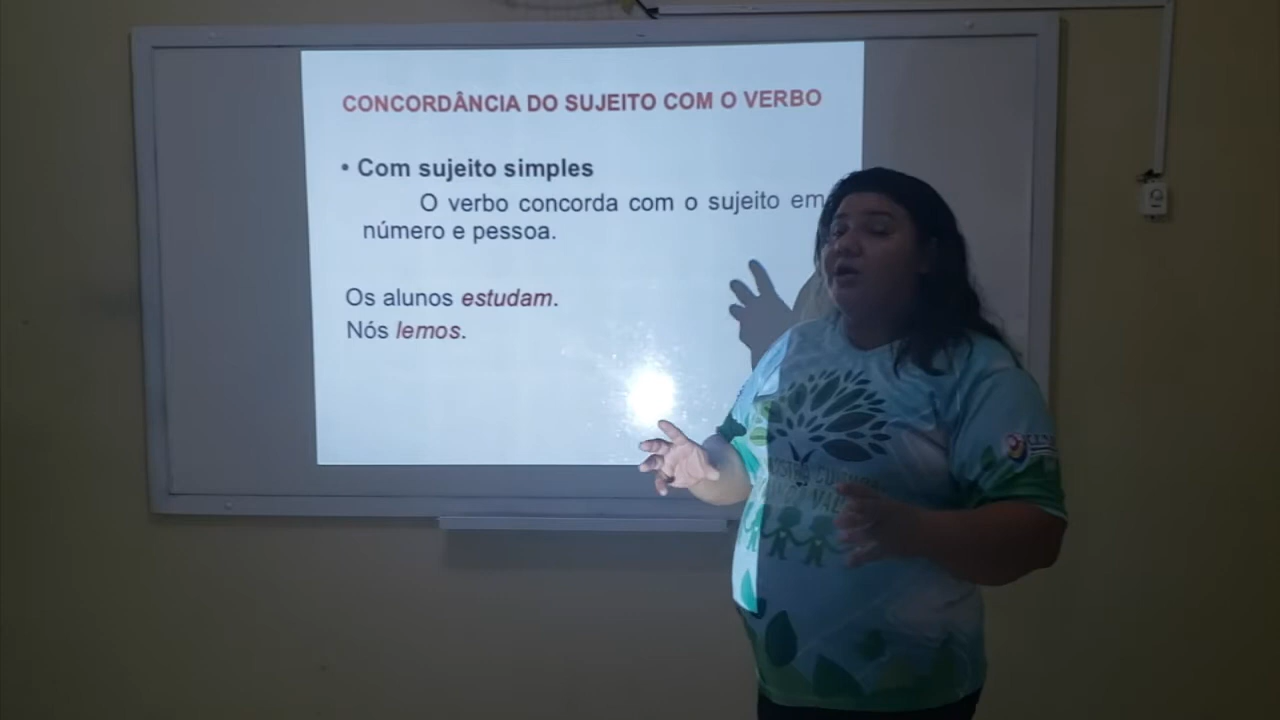 CONCORDÂNCIA DO SUJEITO COM O VERBO
• Com sujeito simples
O verbo concorda com o sujeito em
número e pessoa.
Os alunos estudam.
Nós lemos.